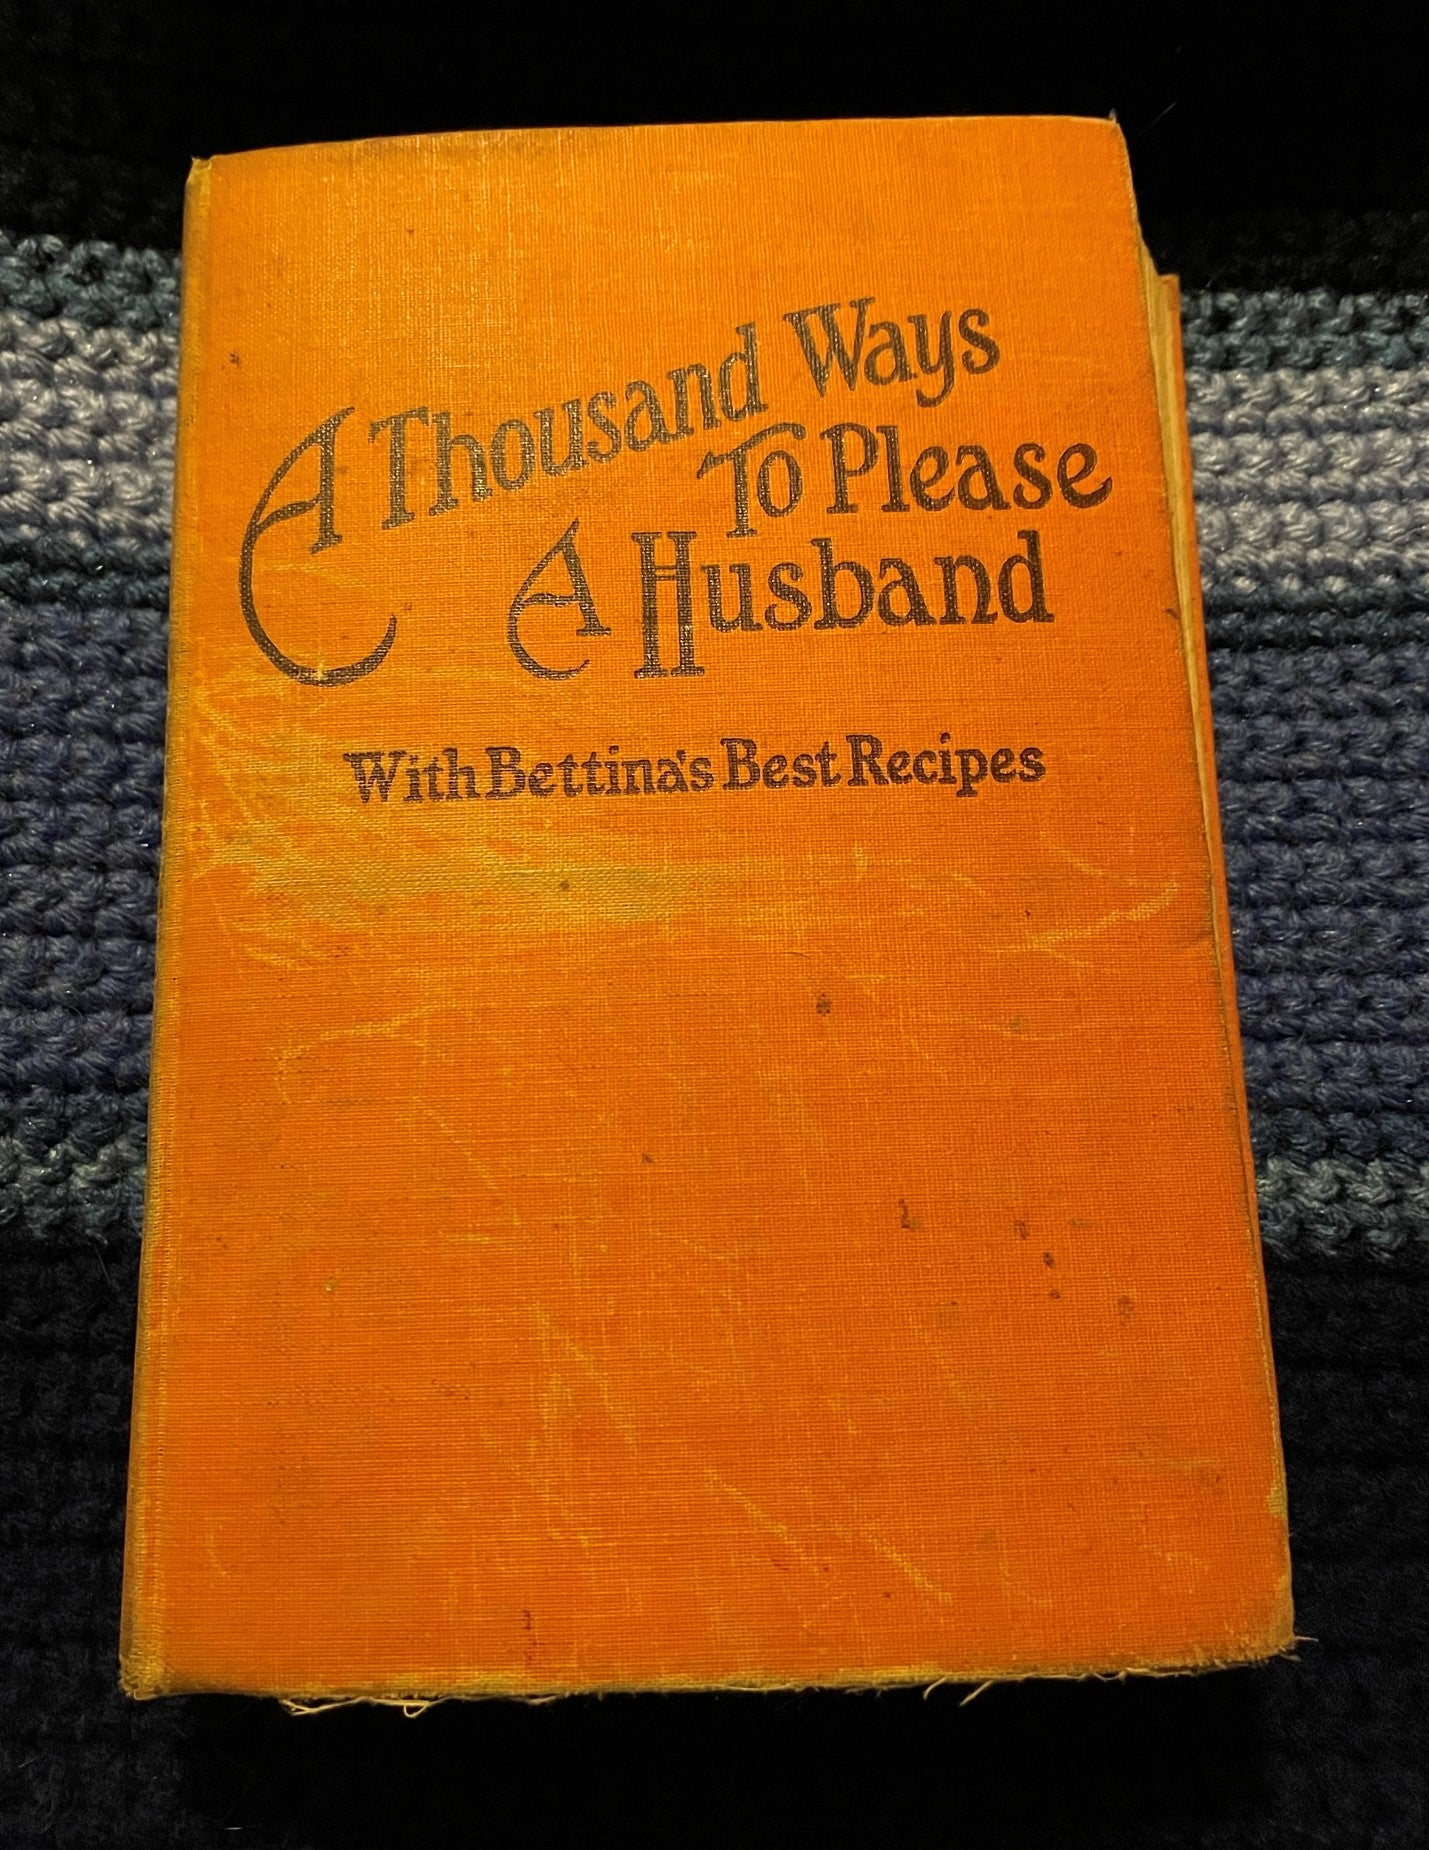 A Thousand Ways
To Please
A Husband
With Bettina's Best Recipes